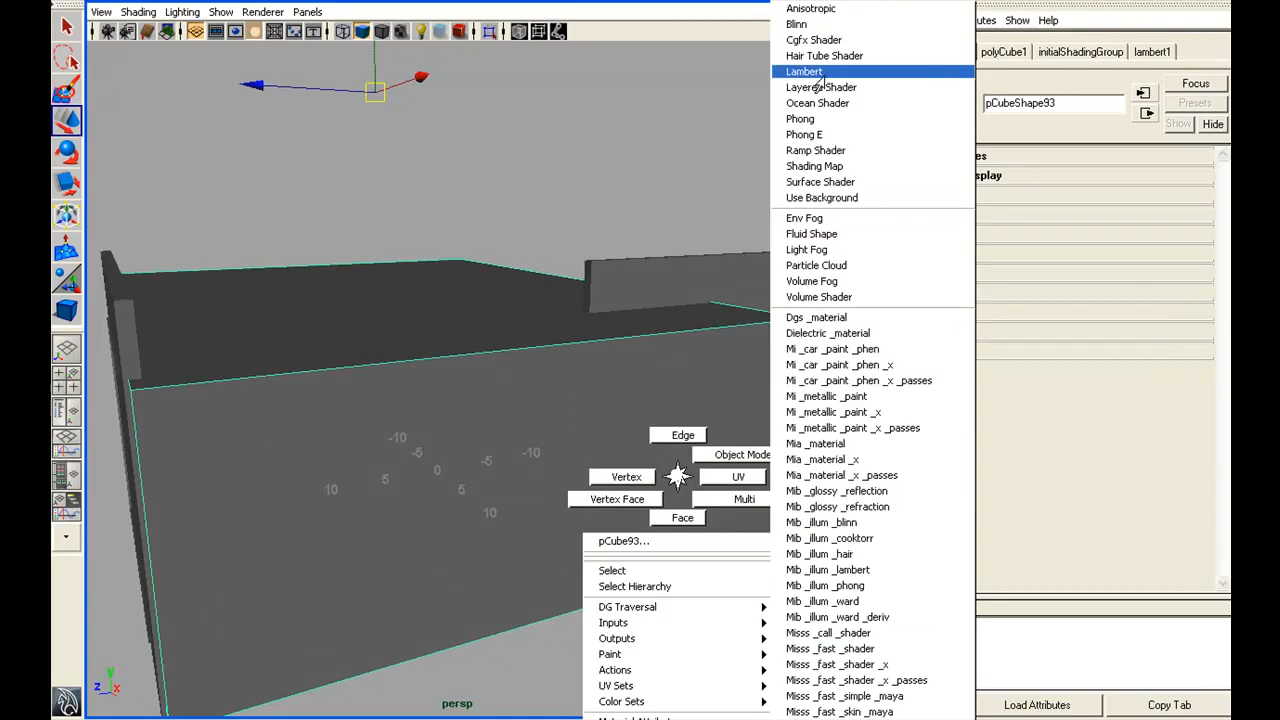 View Shading Lighting Show Renderer Panels
Anisotropic
Blinn
Cgfx Shader
Hair Tube Shader
Lambert
Layered Shader
Ocean Shader
Phong
Phong E
Ramp Shader
Shading Map
Surface Shader
Use Background
Env Fog
Fluid Shape
Light Fog
Particle Cloud
Volume Fog
Volume Shader
Dgs _material
Dielectric _material
Mi _car _paint _phen
Mi _car _paint _phen _x
Mi _car _paint _phen _x _passes
Mi _metallic _paint
Mi _metallic _paint _x
Mi _metallic _paint _x _passes
Mia _material
Mia _material _x
Mia _material _x _passes
Mib _glossy _reflection
Mib _glossy _refraction
Mib _illum _blinn
Mib _illum _cooktorr
Mib _illum _hair
Mib _illum _lambert
Mib _illum _phong
Mib _illum _ward
Mib _illum _ward _deriv
Misss _call _shader
Misss _fast _shader
Misss _fast _shader _x
Misss _fast _shader _x _passes
Misss _fast _simple _maya
Misss _fast _skin _maya
utes Show Help
polyCube1 initialShadingGroup lambert1
Focus
pCubeShape93
Presets
Show Hide
es
splay
-10
-5
0
-5
-10
10
5
5
10
Edge
Object Mode
Vertex
UV
Vertex Face
Multi
Face
pCube93...
Select
Select Hierarchy
DG Traversal
Inputs
Outputs
Paint
Actions
UV Sets
Color Sets
y
z x
persp
Load Attributes
Copy Tab